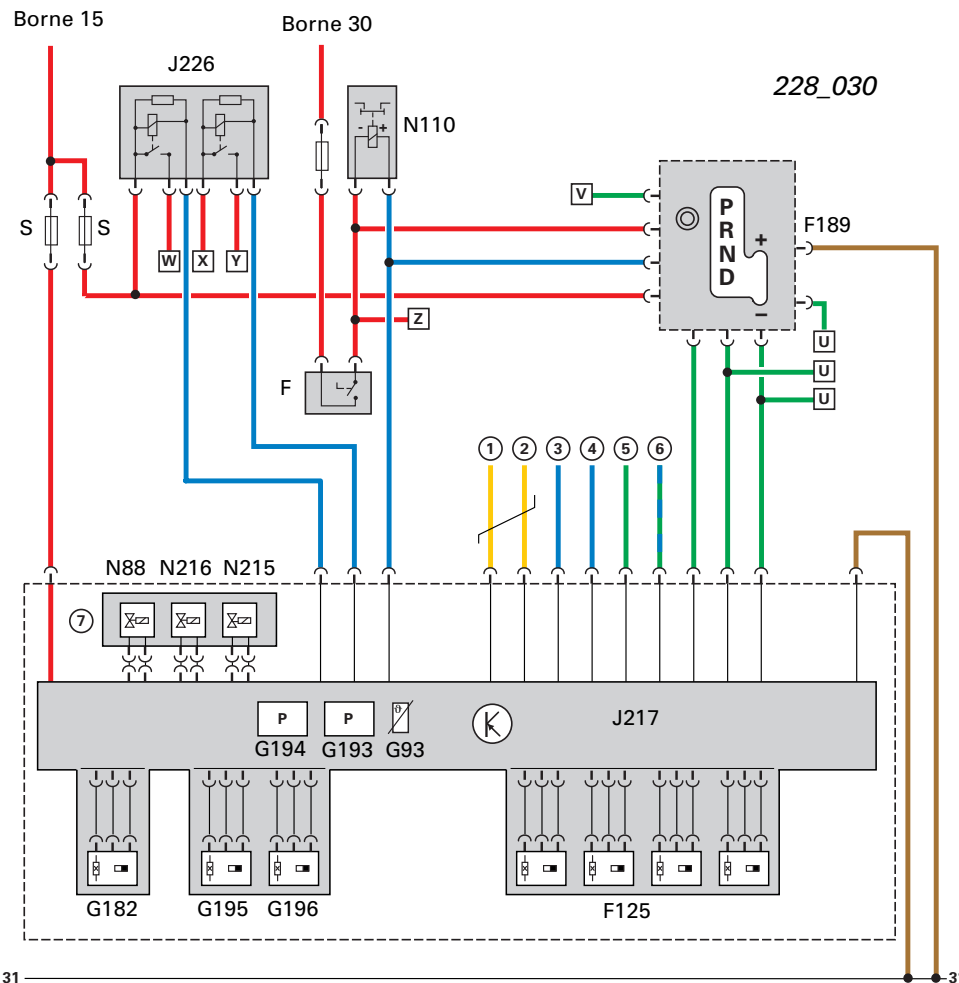 Borne 15
Borne 30
J226
228_030
N110
V
P
R
N
D
+
−
F189
S
S
W
X
Y
Z
- +
F
U
U
U
1
2
3
4
5
6
N88
N216
N215
7
P
P
ϑ
J217
G194
G193
G93
G182
G195
G196
F125
31